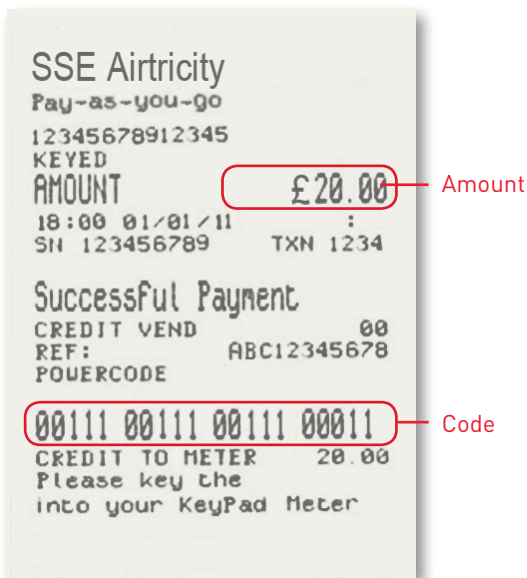 SSE Airtricity
Pay-as-you-go
12345678912345
KEYED
AMOUNT £20.00
Amount
18:00 01/01/11 :
SN 123456789 TXN 1234
Successful Payment
CREDIT VEND 00
REF: ABC12345678
POWERCODE
00111 00111 00111 00011
Code
CREDIT TO METER 20.00
Please key the
into your KeyPad Meter